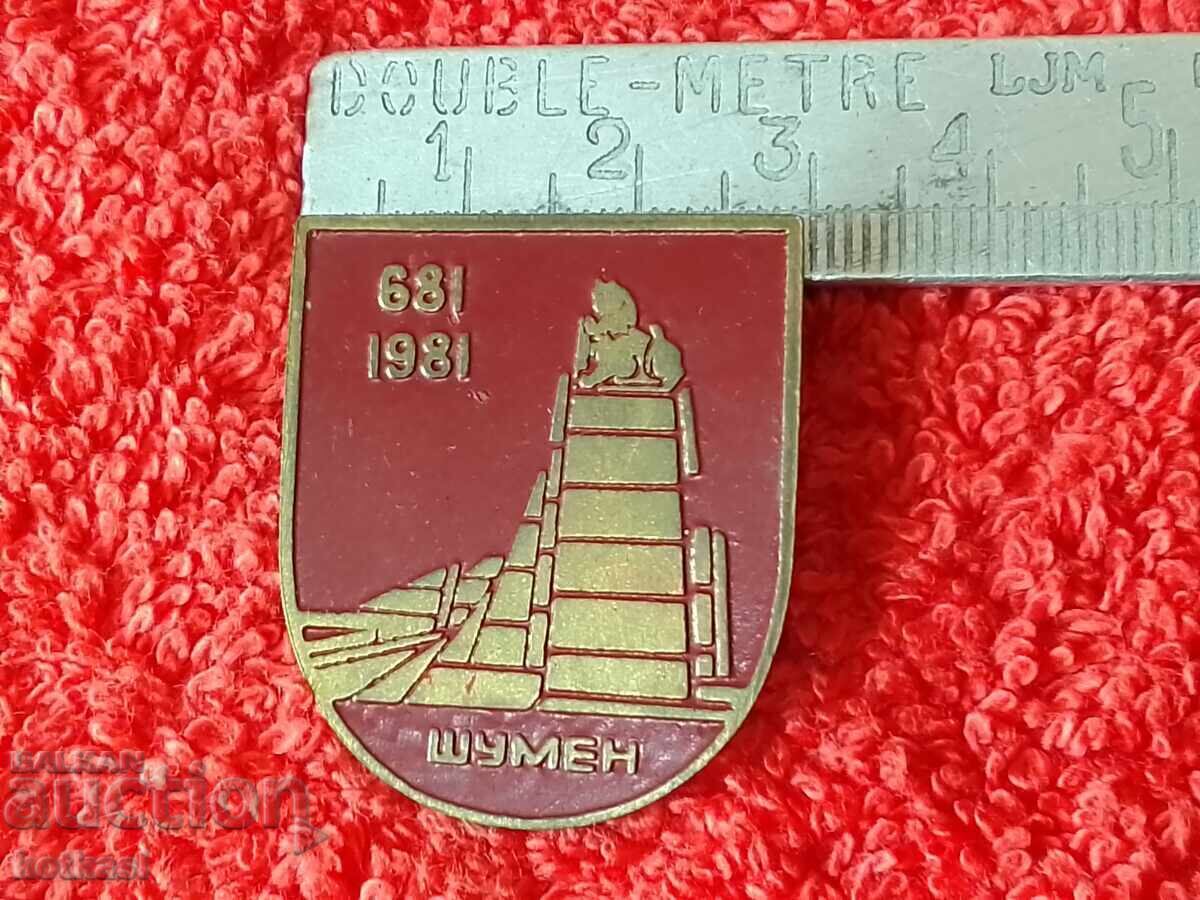 DOUBLE-METRE LJM
1 2 3 4 5
681
1981
ШУМЕН
BALKAN
auction
kotkasi